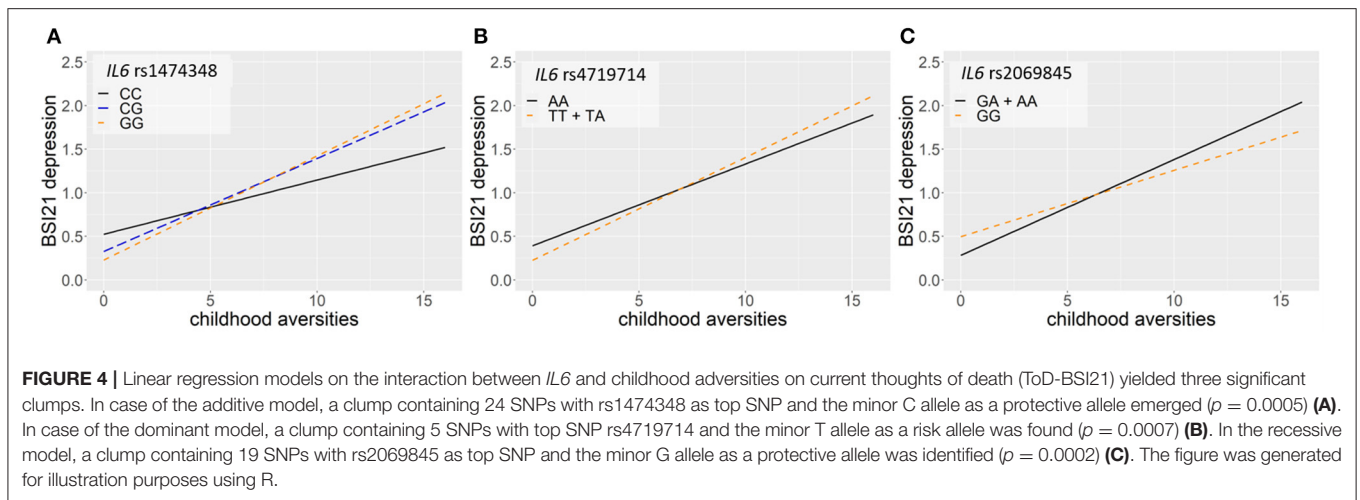 A
IL6 rs1474348
CC
CG
GG
2.5
2.0
1.5
1.0
0.5
0.0
BSI21 depression
0
5
10
15
childhood aversities
B
IL6 rs4719714
AA
TT + TA
2.5
2.0
1.5
1.0
0.5
0.0
BSI21 depression
0
5
10
15
childhood aversities
C
IL6 rs2069845
GA + AA
GG
2.5
2.0
1.5
1.0
0.5
0.0
BSI21 depression
0
5
10
15
childhood aversities
FIGURE 4 | Linear regression models on the interaction between IL6 and childhood adversities on current thoughts of death (ToD-BSI21) yielded three significant
clumps. In case of the additive model, a clump containing 24 SNPs with rs1474348 as top SNP and the minor C allele as a protective allele emerged (p = 0.0005) (A).
In case of the dominant model, a clump containing 5 SNPs with top SNP rs4719714 and the minor T allele as a risk allele was found (p = 0.0007) (B). In the recessive
model, a clump containing 19 SNPs with rs2069845 as top SNP and the minor G allele as a protective allele was identified (p = 0.0002) (C). The figure was generated
for illustration purposes using R.